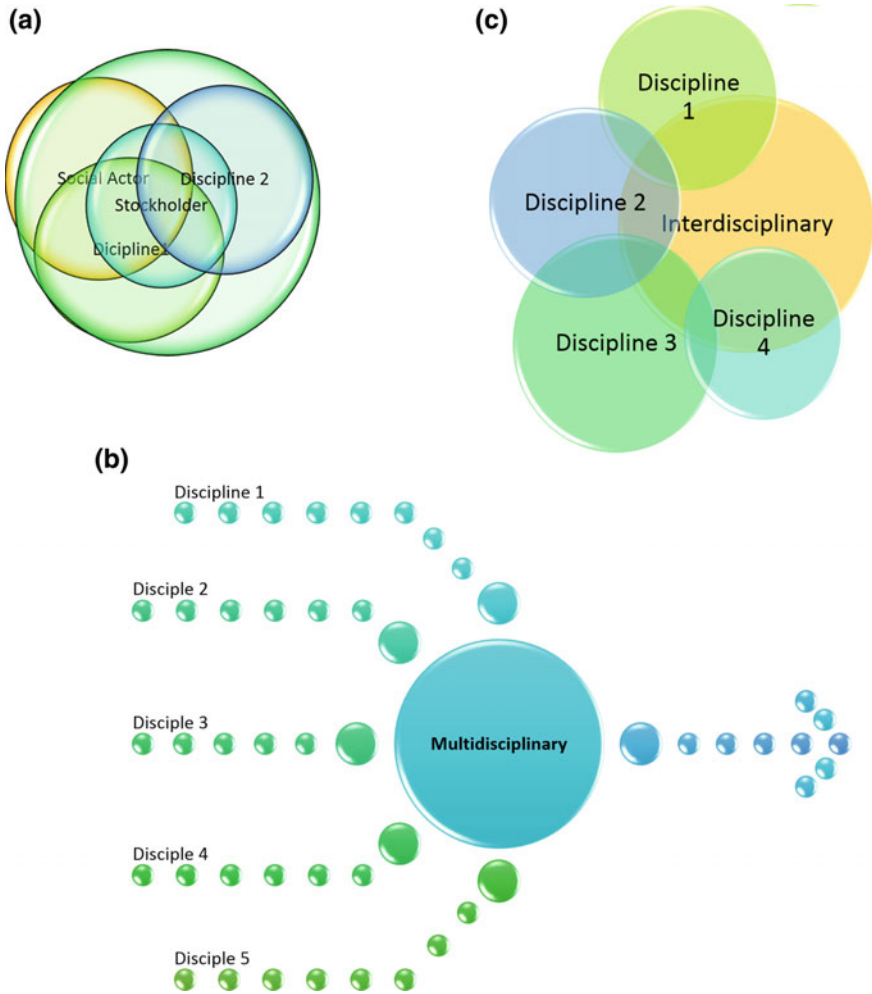 (a)
Social Actor
Discipline 2
Stockholder
Dicipline1
(c)
Discipline
1
Discipline 2
Interdisciplinary
Discipline 3
Discipline
4
(b)
Discipline 1
Disciple 2
Disciple 3
Multidisciplinary
Disciple 4
Disciple 5